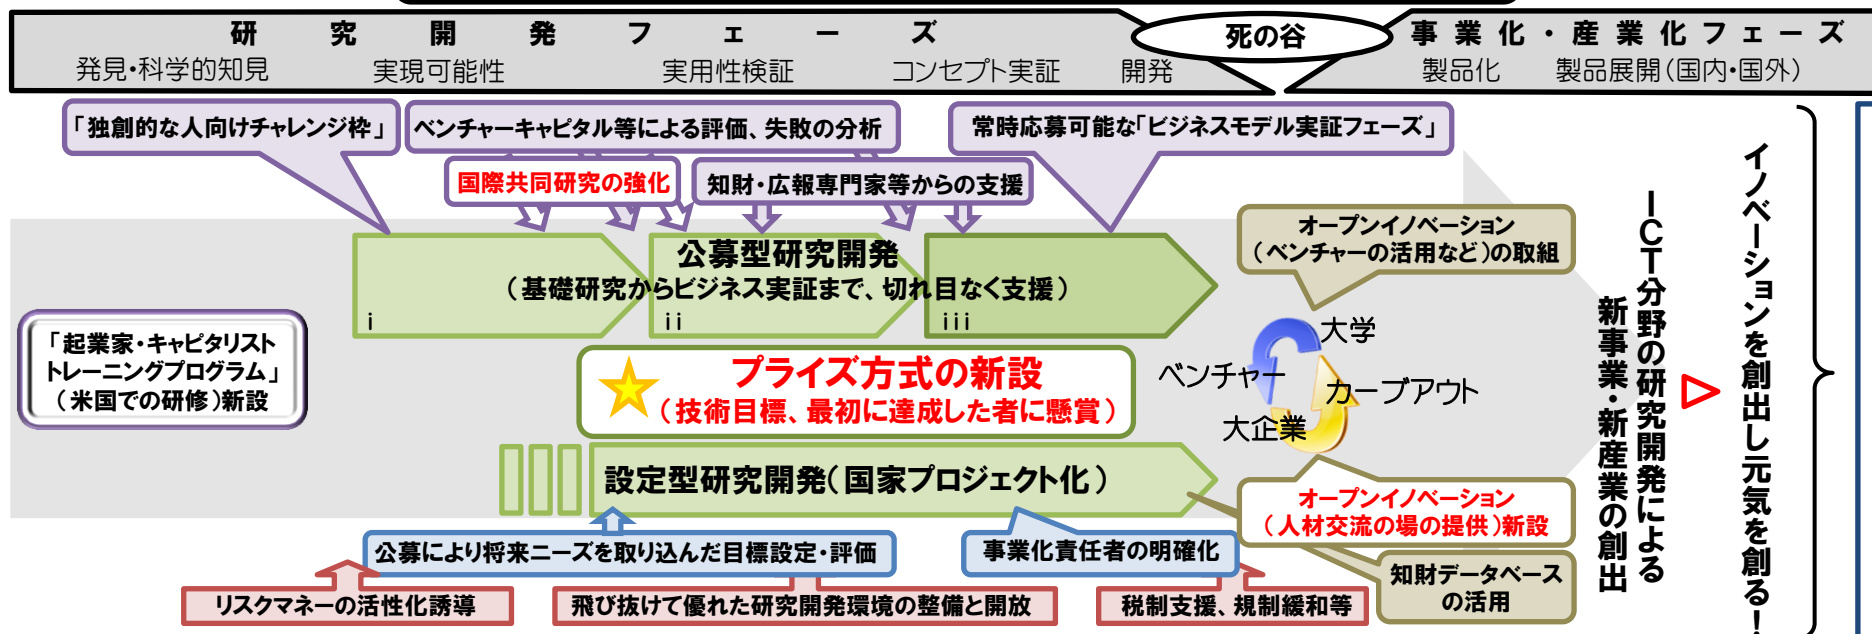 研究開発フェーズ
死の谷
事業化・産業化フェーズ
発見・科学的知見
実現可能性
実用性検証
コンセプト実証
開発
製品化
製品展開（国内・国外）
「独創的な人向けチャレンジ枠」
ベンチャーキャピタル等による評価、失敗の分析
常時応募可能な「ビジネスモデル実証フェーズ」
国際共同研究の強化
知財・広報専門家等からの支援
公募型研究開発
（基礎研究からビジネス実証まで、切れ目なく支援）
i
ii
iii
オープンイノベーション
（ベンチャーの活用など）の取組
「起業家・キャピタリスト
トレーニングプログラム」
（米国での研修）新設
プライズ方式の新設
（技術目標、最初に達成した者に懸賞）
大学
ベンチャー
カーブアウト
大企業
設定型研究開発（国家プロジェクト化）
オープンイノベーション
（人材交流の場の提供）新設
公募により将来ニーズを取り込んだ目標設定・評価
事業化責任者の明確化
知財データベース
の活用
リスクマネーの活性化誘導
飛び抜けて優れた研究開発環境の整備と開放
税制支援、規制緩和等
ICT分野の研究開発による
新事業・新産業の創出
イノベーションを創出し元気を創る！